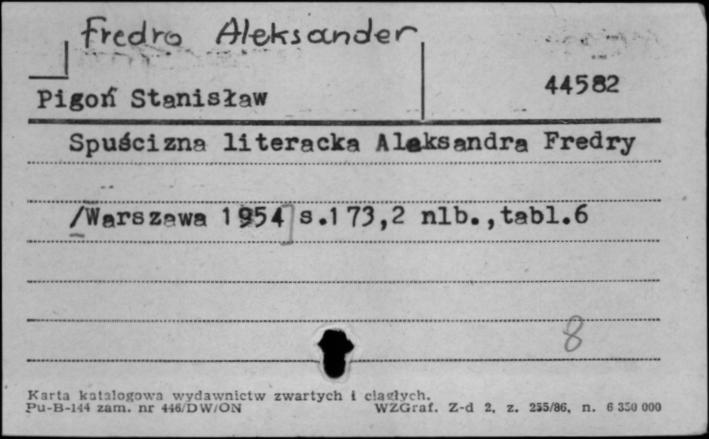 Fredro Aleksander
44582
Pigoń Stanisław
Spuścizna literacka Aleksandra Fredry
/Warszawa 1954] s.173,2 nlb.,tabl.6
8
Karta katalogowa wydawnictw zwartych i ciągłych.
Pu-B-144 zam. nr 446/DW/ON WZGraf. Z-d 2, z. 255/86, n. 6 350 000